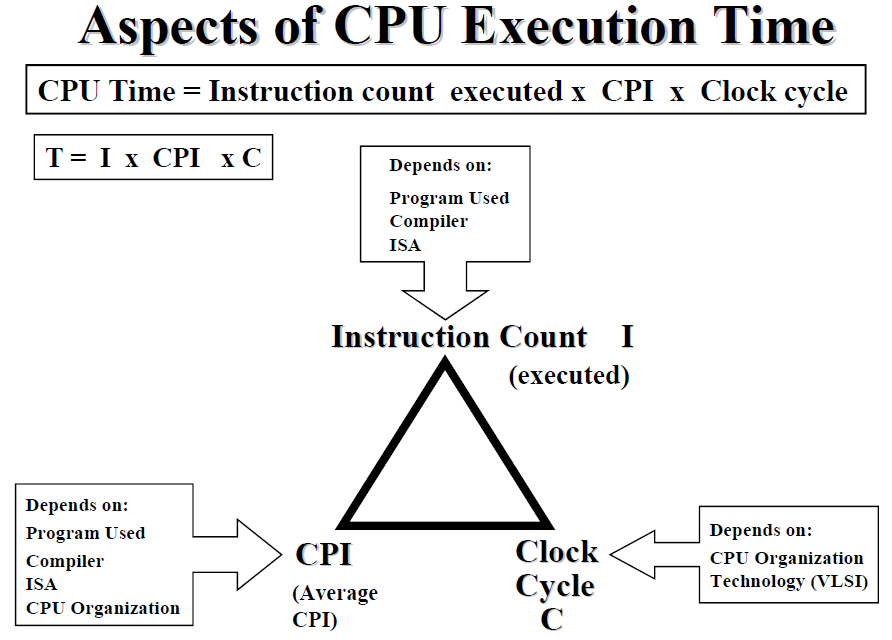 Aspects of CPU Execution Time
CPU Time = Instruction count executed x CPI x Clock cycle
T = I x CPI x C
Depends on:
Program Used
Compiler
ISA
Instruction Count I
(executed)
Depends on:
Program Used
Compiler
ISA
CPU Organization
CPI
(Average
CPI)
Clock
Cycle
C
Depends on:
CPU Organization
Technology (VLSI)